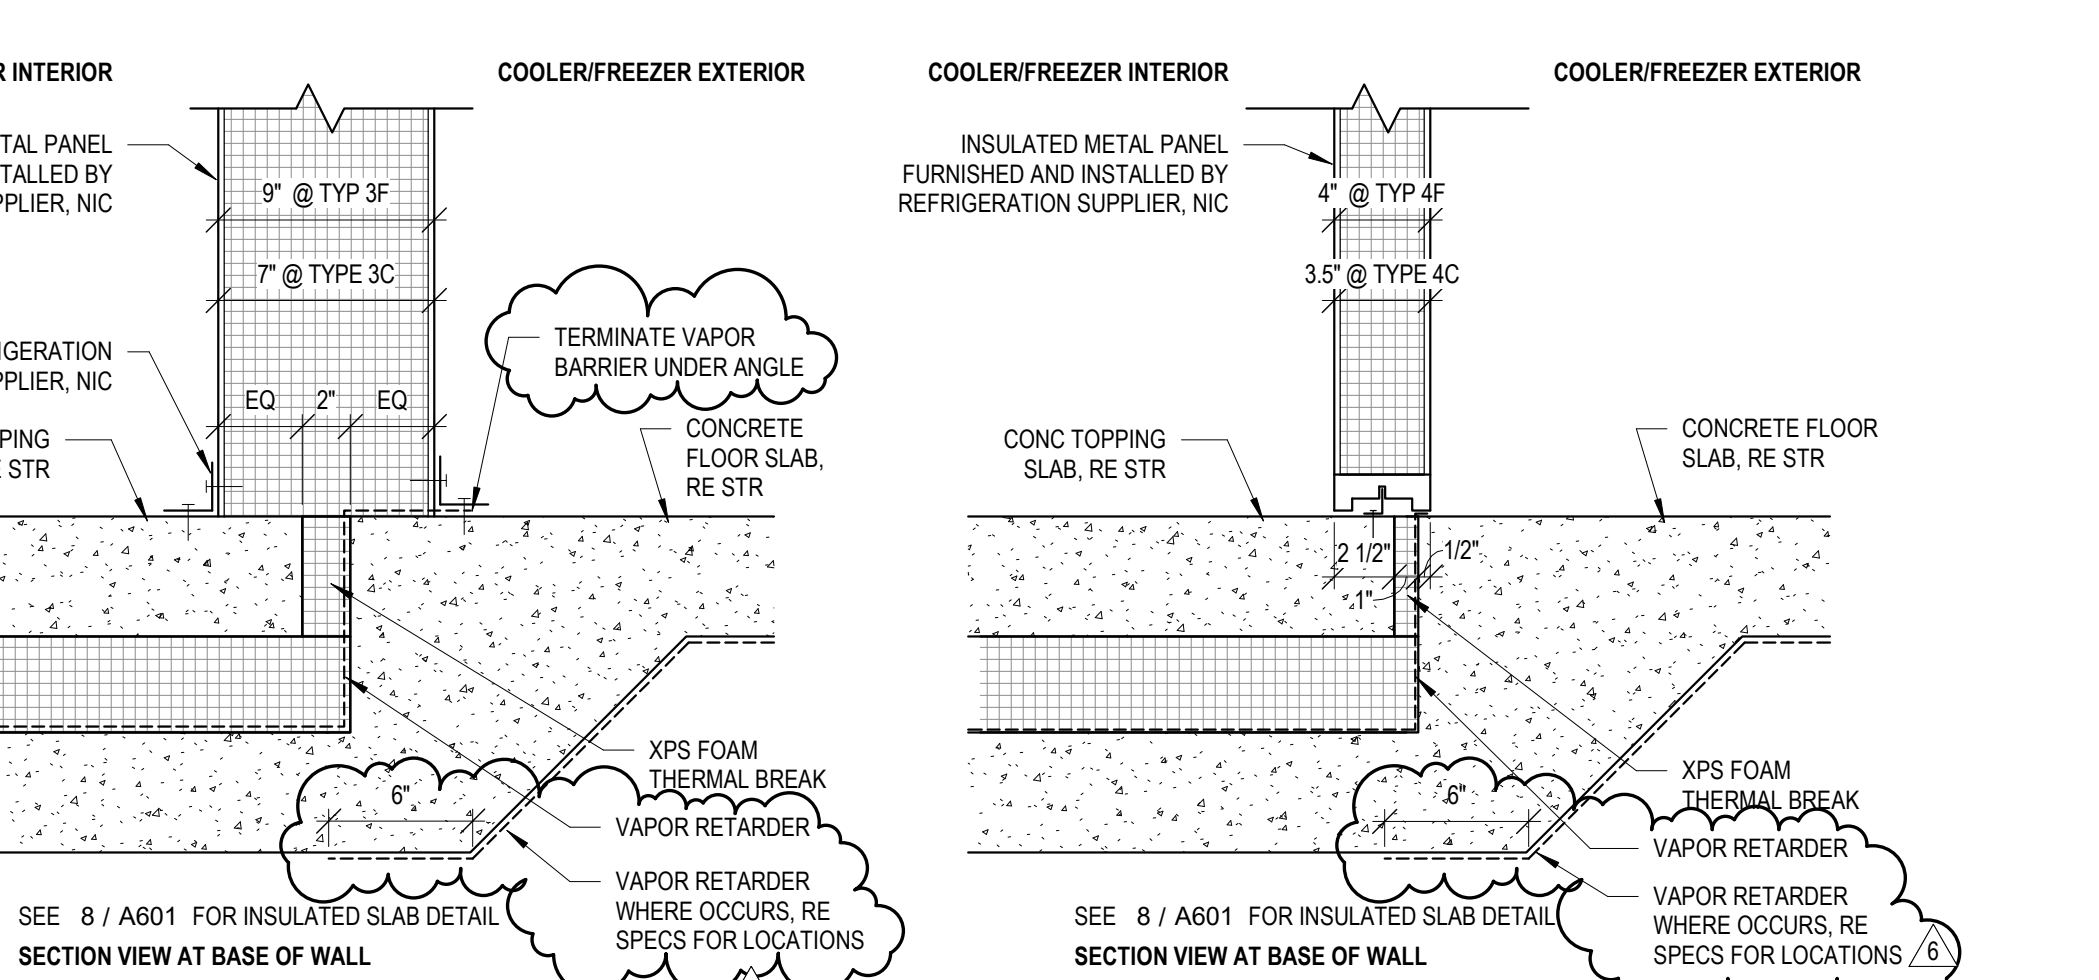 R INTERIOR
COOLER/FREEZER EXTERIOR
TAL PANEL
TALLED BY
PPLIER, NIC
9" @ TYP 3F
7" @ TYPE 3C
TERMINATE VAPOR
BARRIER UNDER ANGLE
IGERATION
PPLIER, NIC
EQ 2" EQ
PING
E STR
CONCRETE
FLOOR SLAB,
RE STR
XPS FOAM
THERMAL BREAK
6"
VAPOR RETARDER
VAPOR RETARDER
WHERE OCCURS, RE
SPECS FOR LOCATIONS
SEE 8 / A601 FOR INSULATED SLAB DETAIL
SECTION VIEW AT BASE OF WALL
COOLER/FREEZER INTERIOR
COOLER/FREEZER EXTERIOR
INSULATED METAL PANEL
FURNISHED AND INSTALLED BY
REFRIGERATION SUPPLIER, NIC
4" @ TYP 4F
3.5" @ TYPE 4C
CONC TOPPING
SLAB, RE STR
CONCRETE FLOOR
SLAB, RE STR
2 1/2"
1/2"
1"
XPS FOAM
THERMAL BREAK
6"
VAPOR RETARDER
VAPOR RETARDER
WHERE OCCURS, RE
SPECS FOR LOCATIONS
6
SEE 8 / A601 FOR INSULATED SLAB DETAIL
SECTION VIEW AT BASE OF WALL